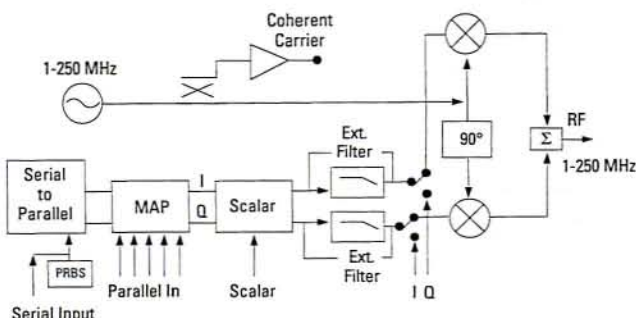 Coherent
Carrier
1-250 MHz
Ext.
Filter
90°
Σ
RF
1-250 MHz
Serial
to
Parallel
MAP
I
Q
Scalar
PRBS
Serial Input
Parallel In
Scalar
Ext.
Filter
I Q